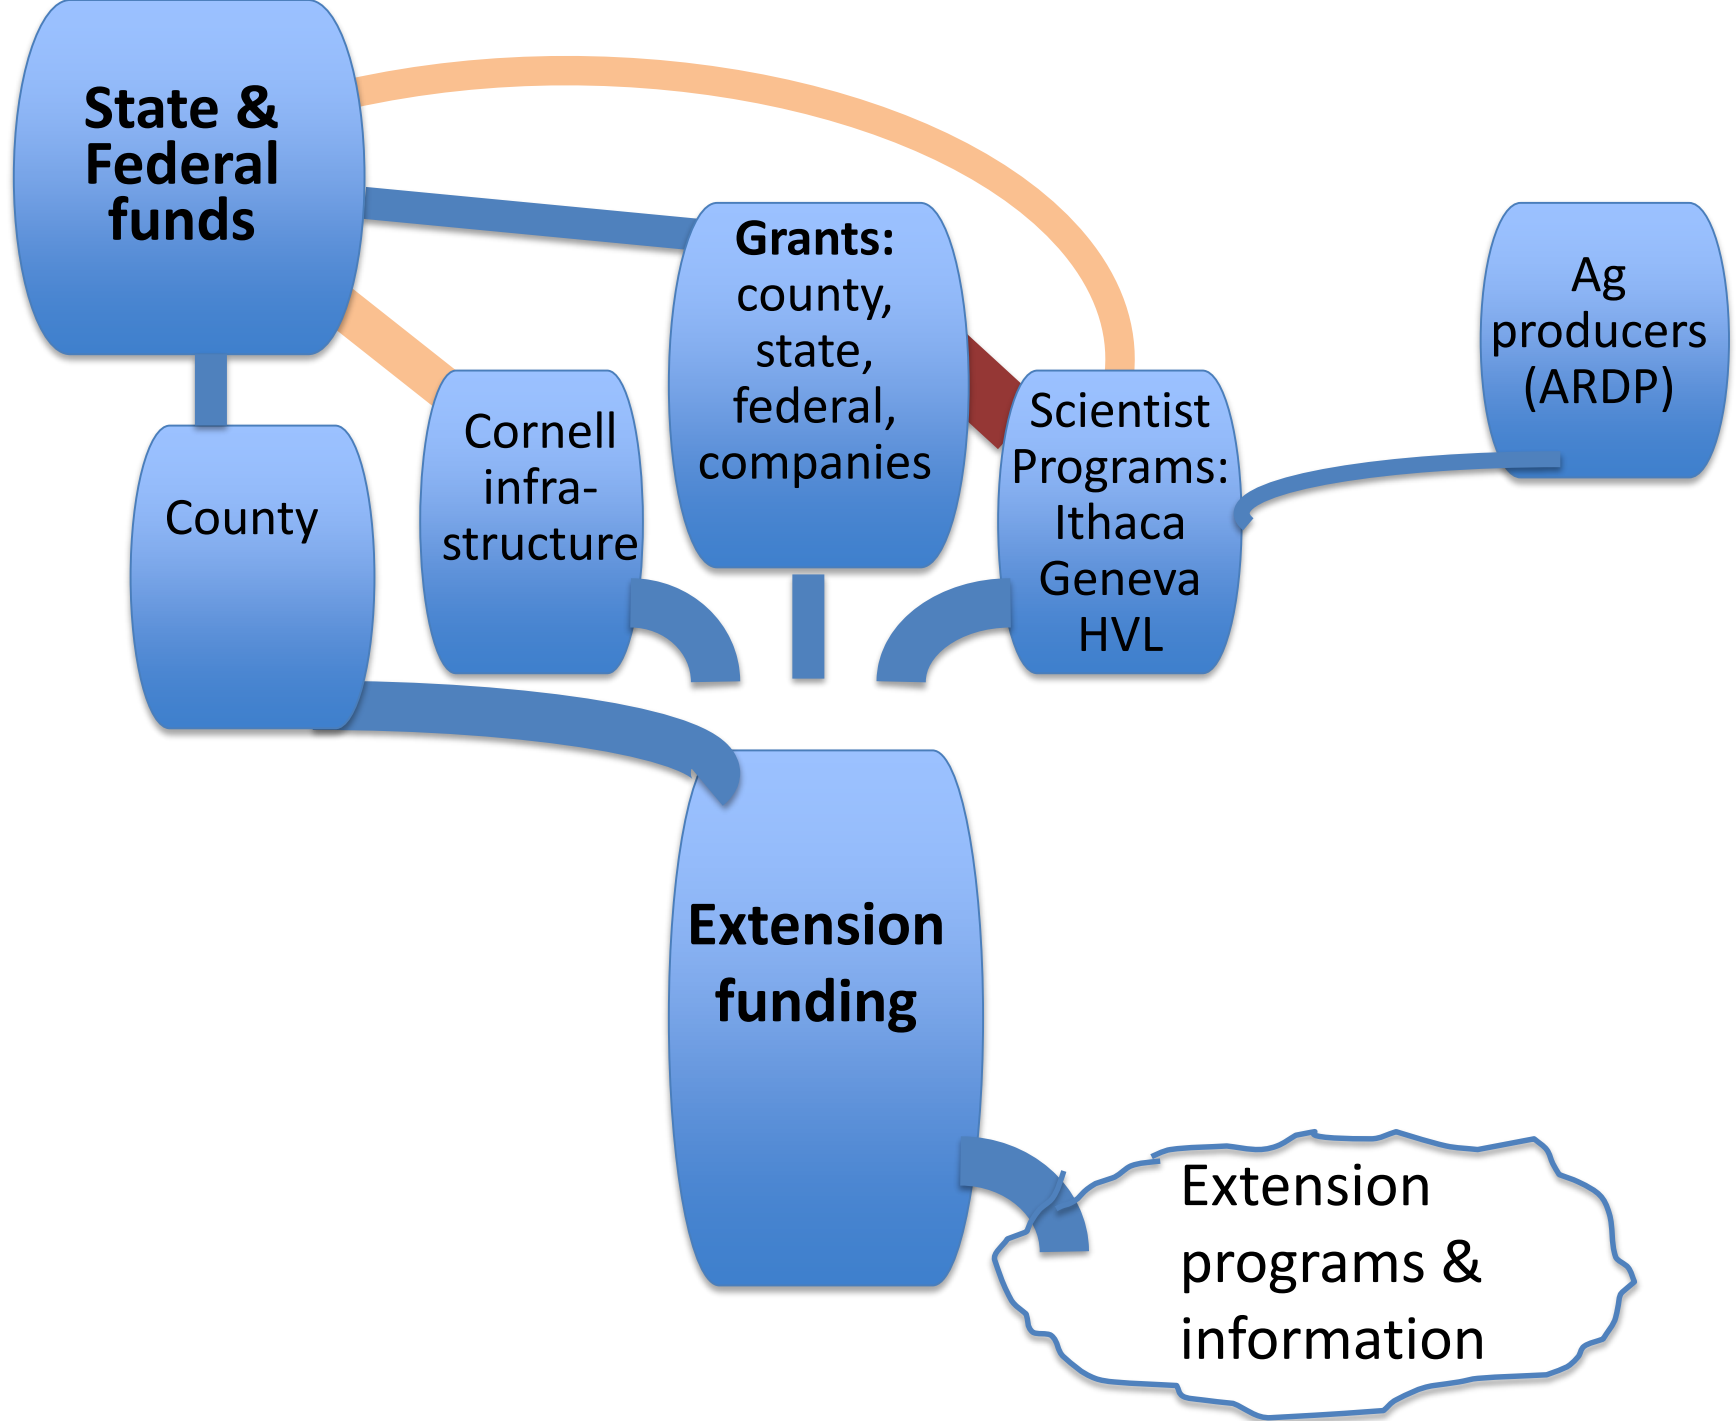 State &
Federal
funds
Grants:
county,
state,
federal,
companies
Ag
producers
(ARDP)
Scientist
Programs:
Ithaca
Geneva
HVL
Cornell
infra-
structure
County
Extension
funding
Extension
programs &
information